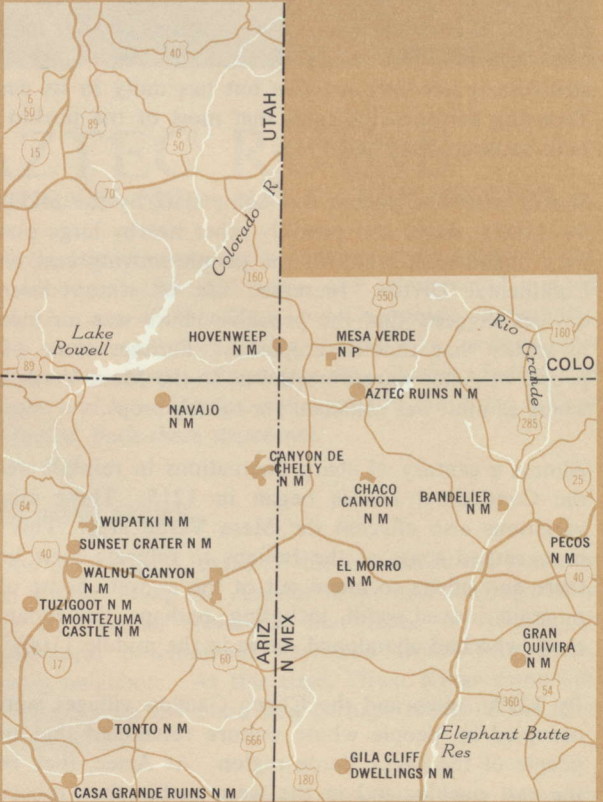 40
6
50
89
6
50
15
70
UTAH
Colorado R
160
550
Lake
Powell
HOVENWEEP
N M
MESA VERDE
N P
Rio Grande
160
89
COLO
NAVAJO
N M
AZTEC RUINS N M
285
CANYON DE
CHELLY
N M
CHACO
CANYON
N M
BANDELIER
N M
25
64
WUPATKI N M
PECOS
N M
SUNSET CRATER N M
40
WALNUT CANYON
N M
EL MORRO
N M
40
TUZIGOOT N M
MONTEZUMA
CASTLE N M
ARIZ
N MEX
GRAN
QUIVIRA
N M
17
60
54
360
TONTO N M
666
Elephant Butte
Res
GILA CLIFF
DWELLINGS N M
180
CASA GRANDE RUINS N M